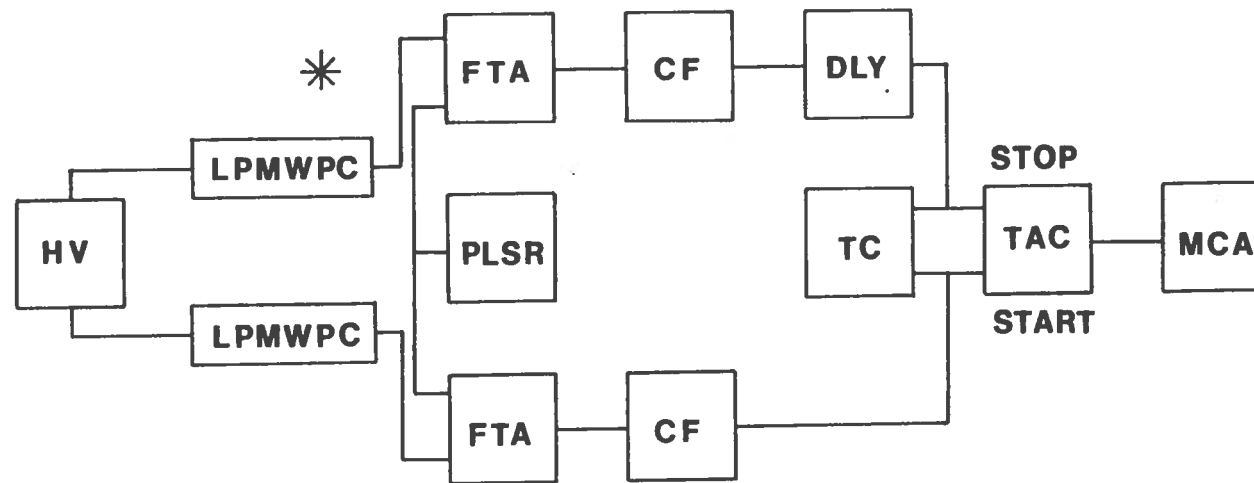 FTA
CF
DLY
LPMWPC
STOP
HV
PLSR
TC
TAC
MCA
LPMWPC
START
FTA
CF